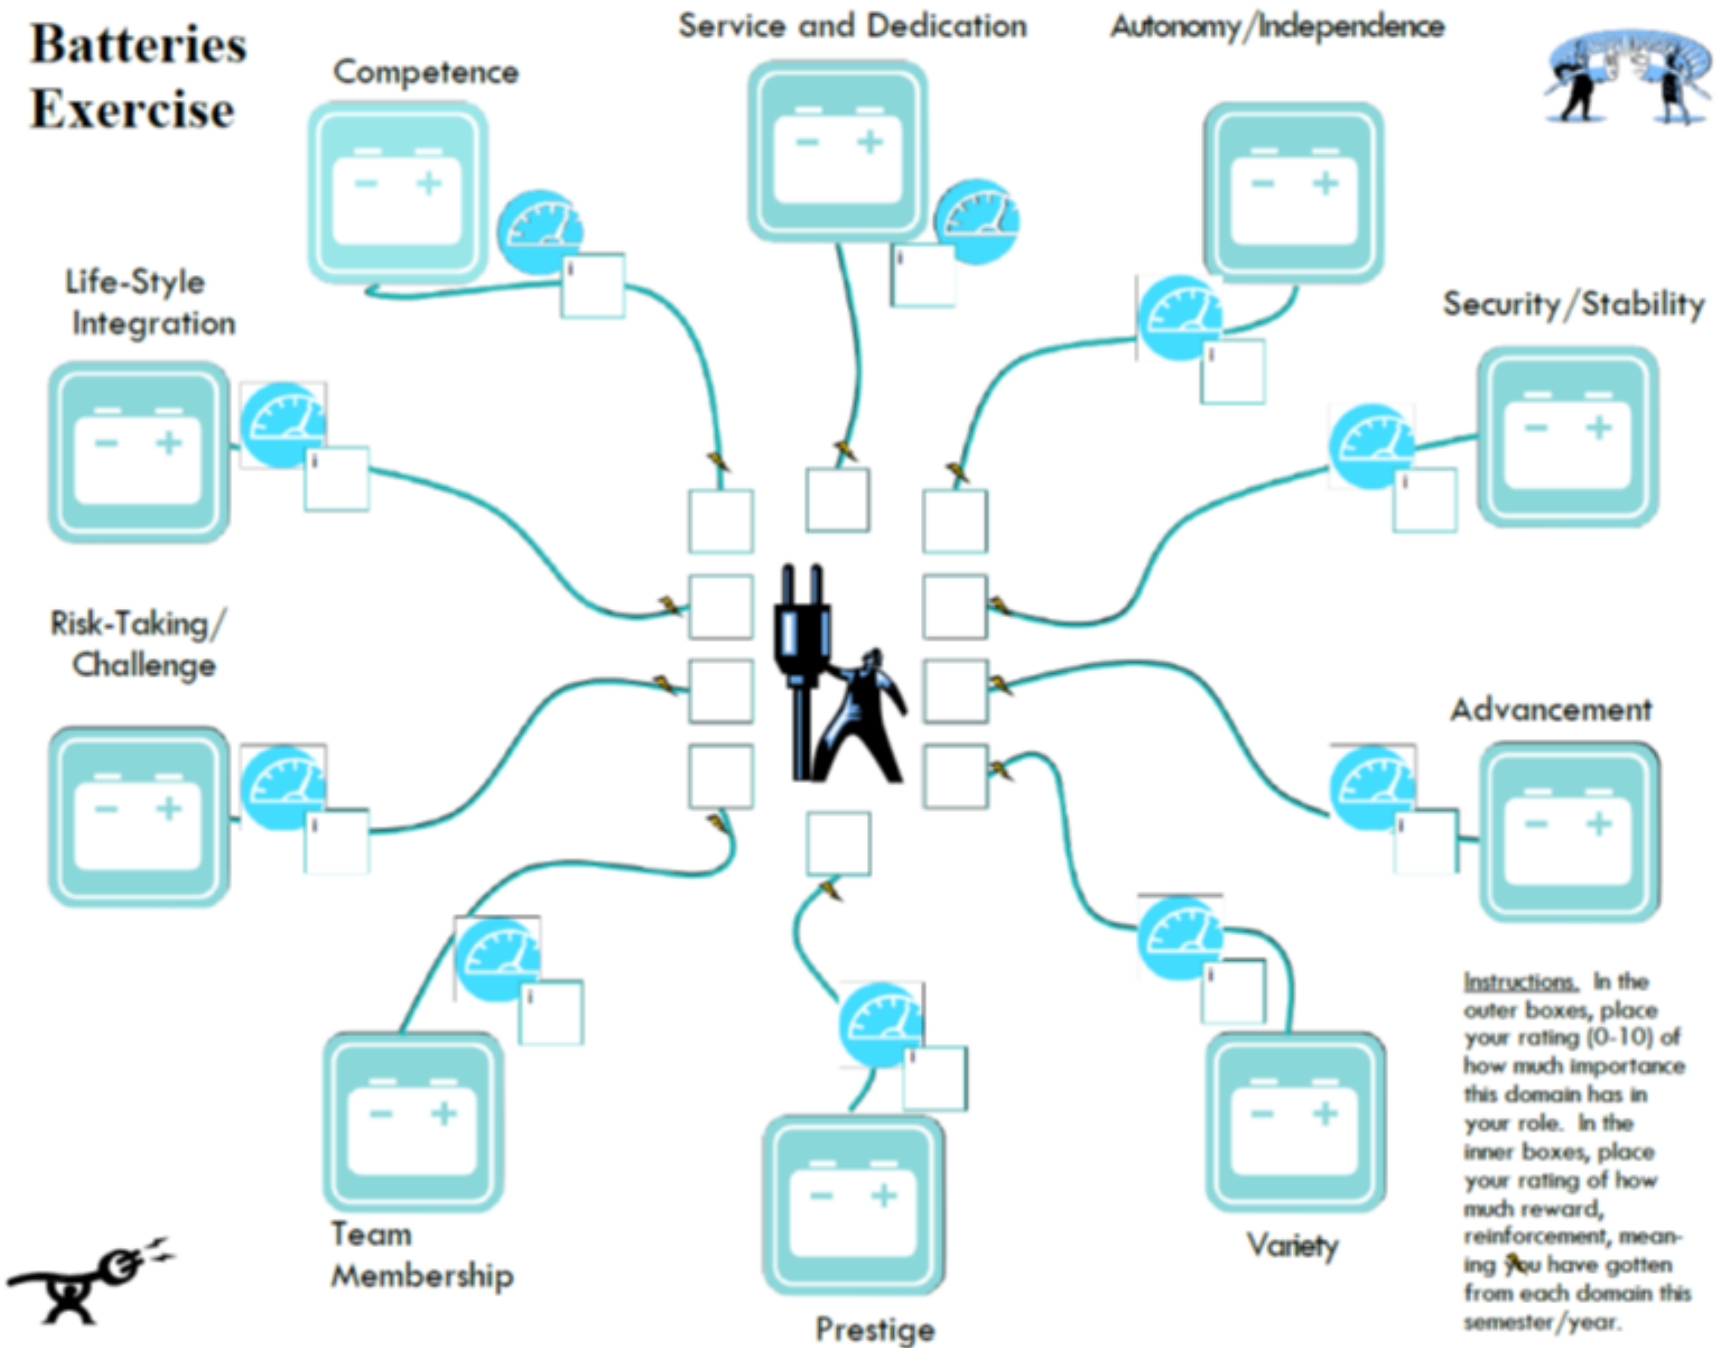 Batteries
Exercise
Competence
Service and Dedication
Autonomy/Independence
Life-Style
Integration
Security/Stability
Risk-Taking/
Challenge
Advancement
Team
Membership
Prestige
Variety
i
i
i
i
i
i
i
i
i
i
Instructions.  In the
outer boxes, place
your rating (0-10) of
how much importance
this domain has in
your role.  In the
inner boxes, place
your rating of how
much reward,
reinforcement, mean-
ing you have gotten
from each domain this
semester/year.